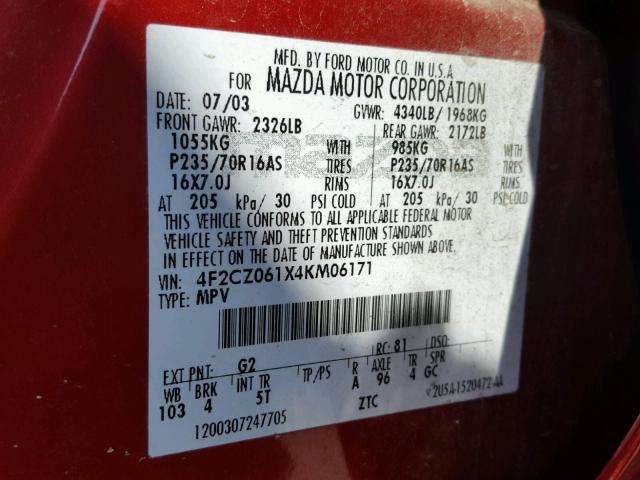 MFD. BY FORD MOTOR CO. IN U.S.A
FOR MAZDA MOTOR CORPORATION
DATE: 07/03 GVWR: 4340LB/1968KG
FRONT GAWR: 2326LB REAR GAWR: 2172LB
1055KG WITH 985KG WITH
P235/70R16AS TIRES P235/70R16AS TIRES
16X7.0J RIMS 16X7.0J RIMS
AT 205 kPa/30 PSI COLD AT 205 kPa/30 PSI COLD
THIS VEHICLE CONFORMS TO ALL APPLICABLE FEDERAL MOTOR
VEHICLE SAFETY AND THEFT PREVENTION STANDARDS
IN EFFECT ON THE DATE OF MANUFACTURE SHOWN ABOVE.
VIN: 4F2CZ061X4KM06171
TYPE: MPV
RC: 81 DSO:
EXT PNT: G2
WB BRK INT TR TP/PS R AXLE TR SPR
103 4 5T A 96 4 GC
1200307247705 ZTC 2U5A-1520472-AA